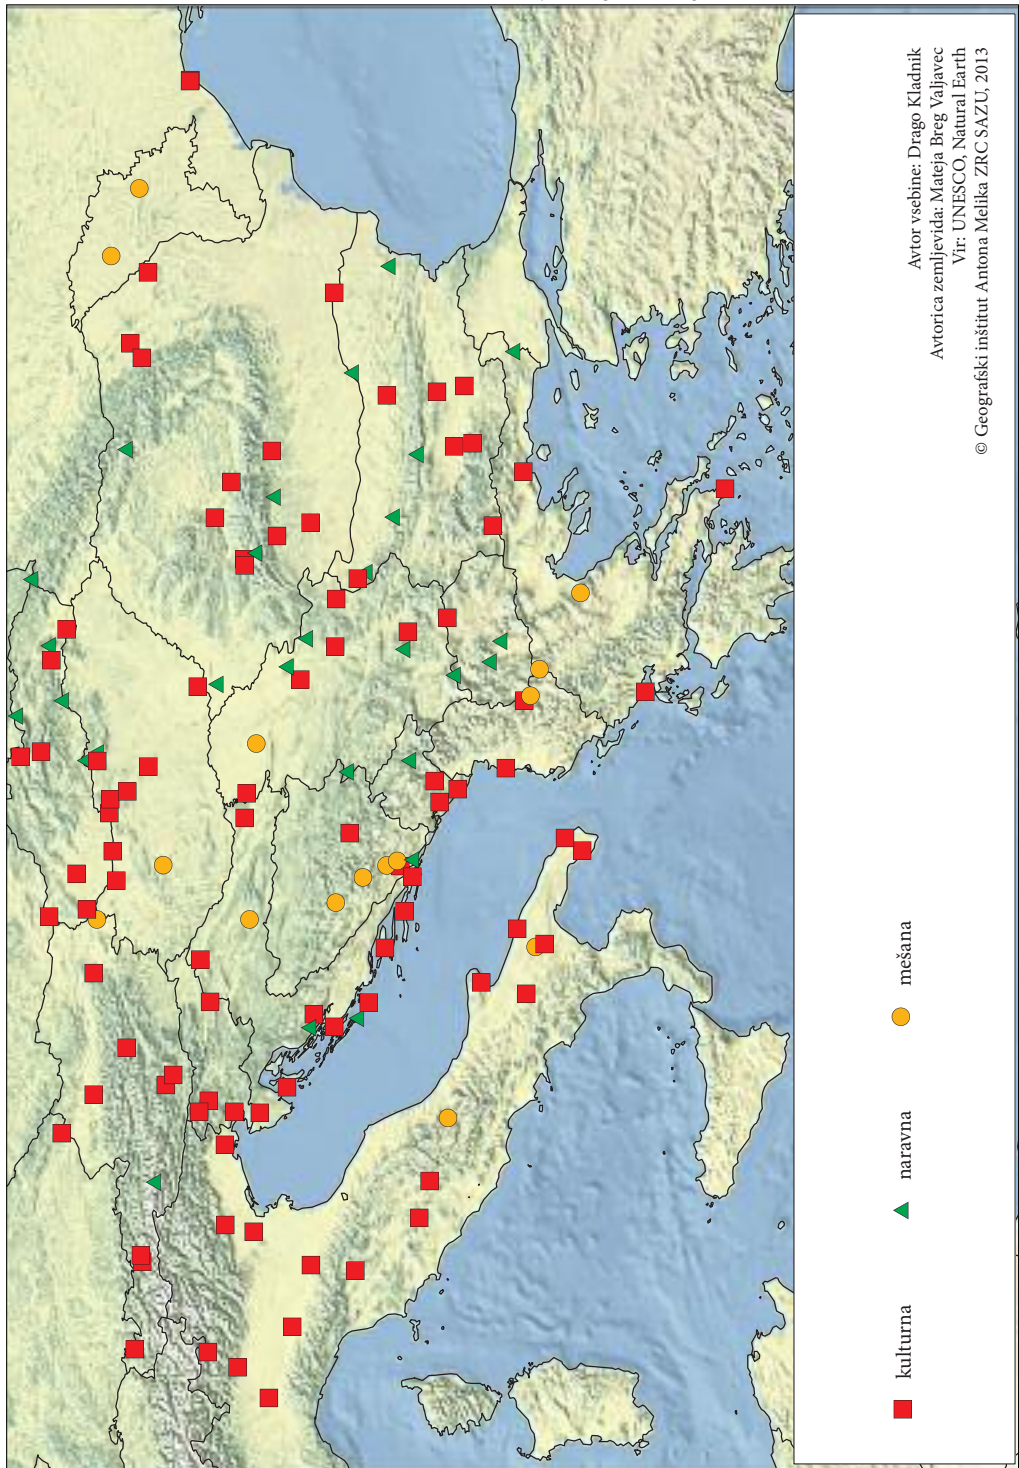 kulturna
naravna
mešana
Avtor vsebine: Drago Kladnik
Avtorica zemljevida: Mateja Breg Valjavec
Vir: UNESCO, Natural Earth
© Geografski inštitut Antona Melika ZRC SAZU, 2013